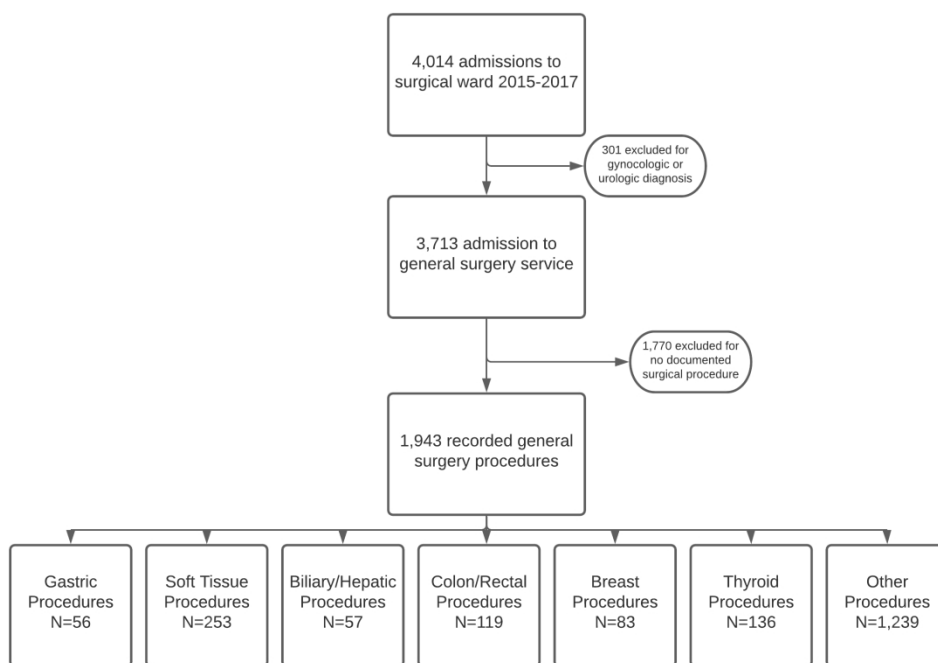 4,014 admissions to
surgical ward 2015-2017
301 excluded for
gynocologic or
urologic diagnosis
3,713 admission to
general surgery service
1,770 excluded for
no documented
surgical procedure
1,943 recorded general
surgery procedures
Gastric
Procedures
N=56
Soft Tissue
Procedures
N=253
Biliary/Hepatic
Procedures
N=57
Colon/Rectal
Procedures
N=119
Breast
Procedures
N=83
Thyroid
Procedures
N=136
Other
Procedures
N=1,239